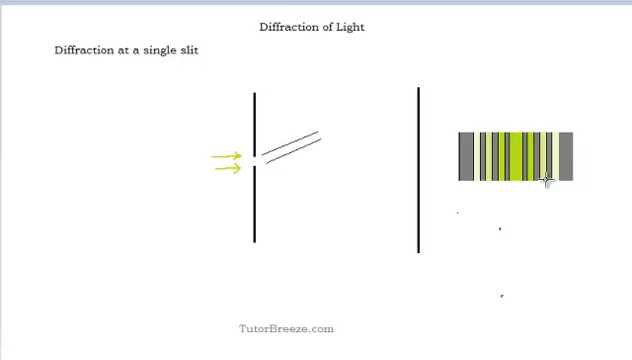 Diffraction of Light
Diffraction at a single slit
TutorBreeze.com